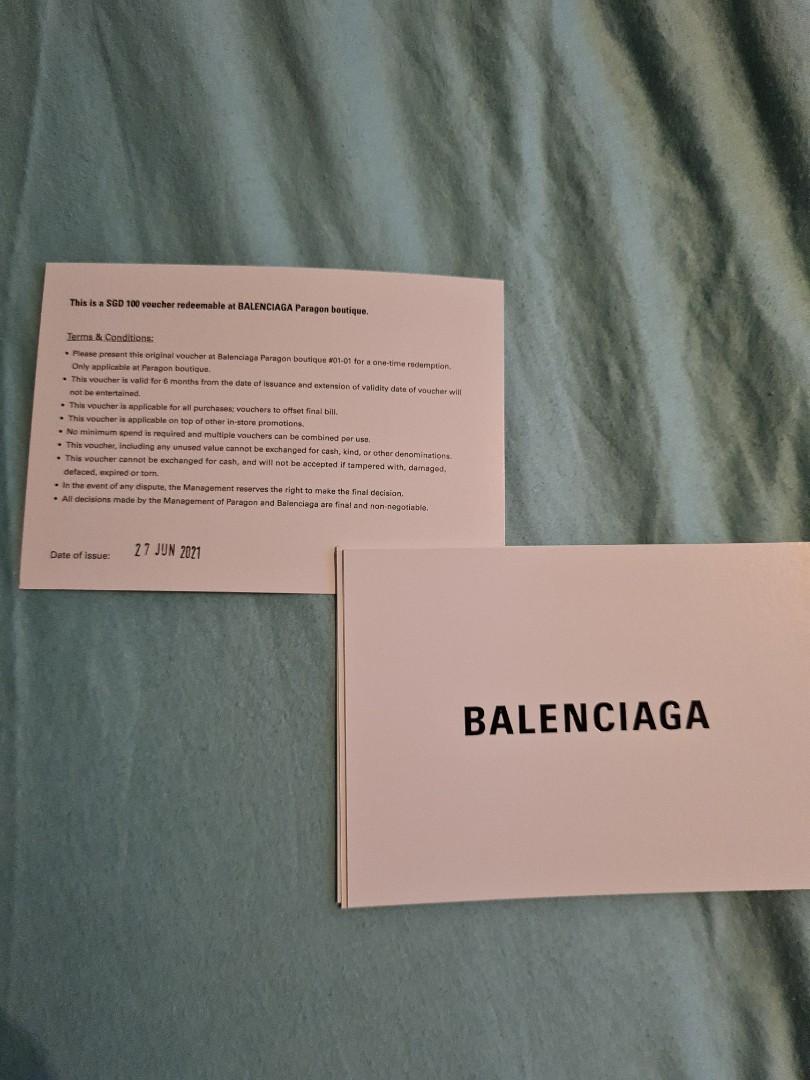 This is a SGD 100 voucher redeemable at BALENCIAGA Paragon boutique.
Terms & Conditions:
• Please present this original voucher at Balenciaga Paragon boutique #01-01 for a one-time redemption.
Only applicable at Paragon boutique.
• This voucher is valid for 6 months from the date of issuance and extension of validity date of voucher will
not be entertained.
• This voucher is applicable for all purchases; vouchers to offset final bill.
• This voucher is applicable on top of other in-store promotions.
• No minimum spend is required and multiple vouchers can be combined per use.
• This voucher, including any unused value cannot be exchanged for cash, kind, or other denominations.
• This voucher cannot be exchanged for cash, and will not be accepted if tampered with, damaged,
defaced, expired or torn.
• In the event of any dispute, the Management reserves the right to make the final decision.
• All decisions made by the Management of Paragon and Balenciaga are final and non-negotiable.
Date of issue: 27 JUN 2021
BALENCIAGA